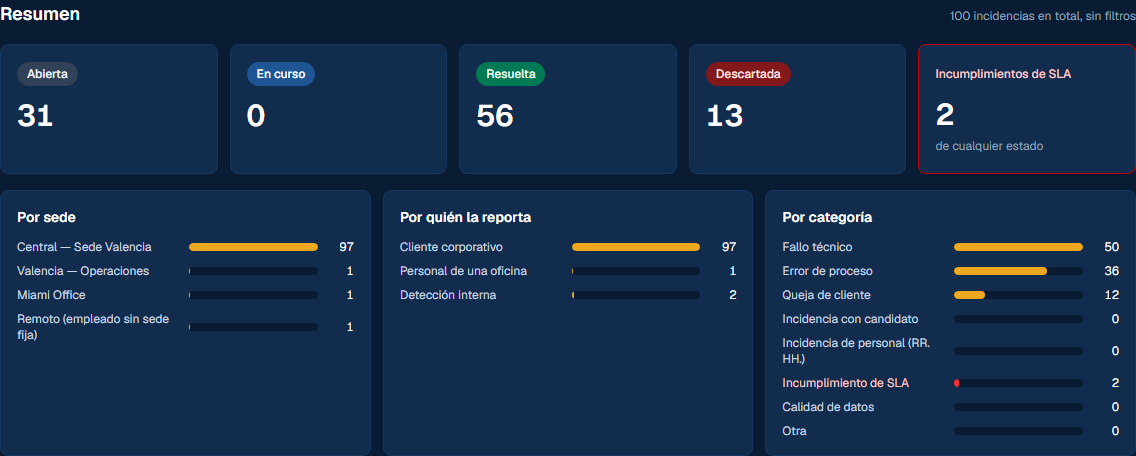 Resumen
100 incidencias en total, sin filtros
Abierta
31
En curso
0
Resuelta
56
Descartada
13
Incumplimientos de SLA
2
de cualquier estado
Por sede
Central — Sede Valencia 97
Valencia — Operaciones 1
Miami Office 1
Remoto (empleado sin sede
fija) 1
Por quién la reporta
Cliente corporativo 97
Personal de una oficina 1
Detección interna 2
Por categoría
Fallo técnico 50
Error de proceso 36
Queja de cliente 12
Incidencia con candidato 0
Incidencia de personal (RR.
HH.) 0
Incumplimiento de SLA 2
Calidad de datos 0
Otra 0